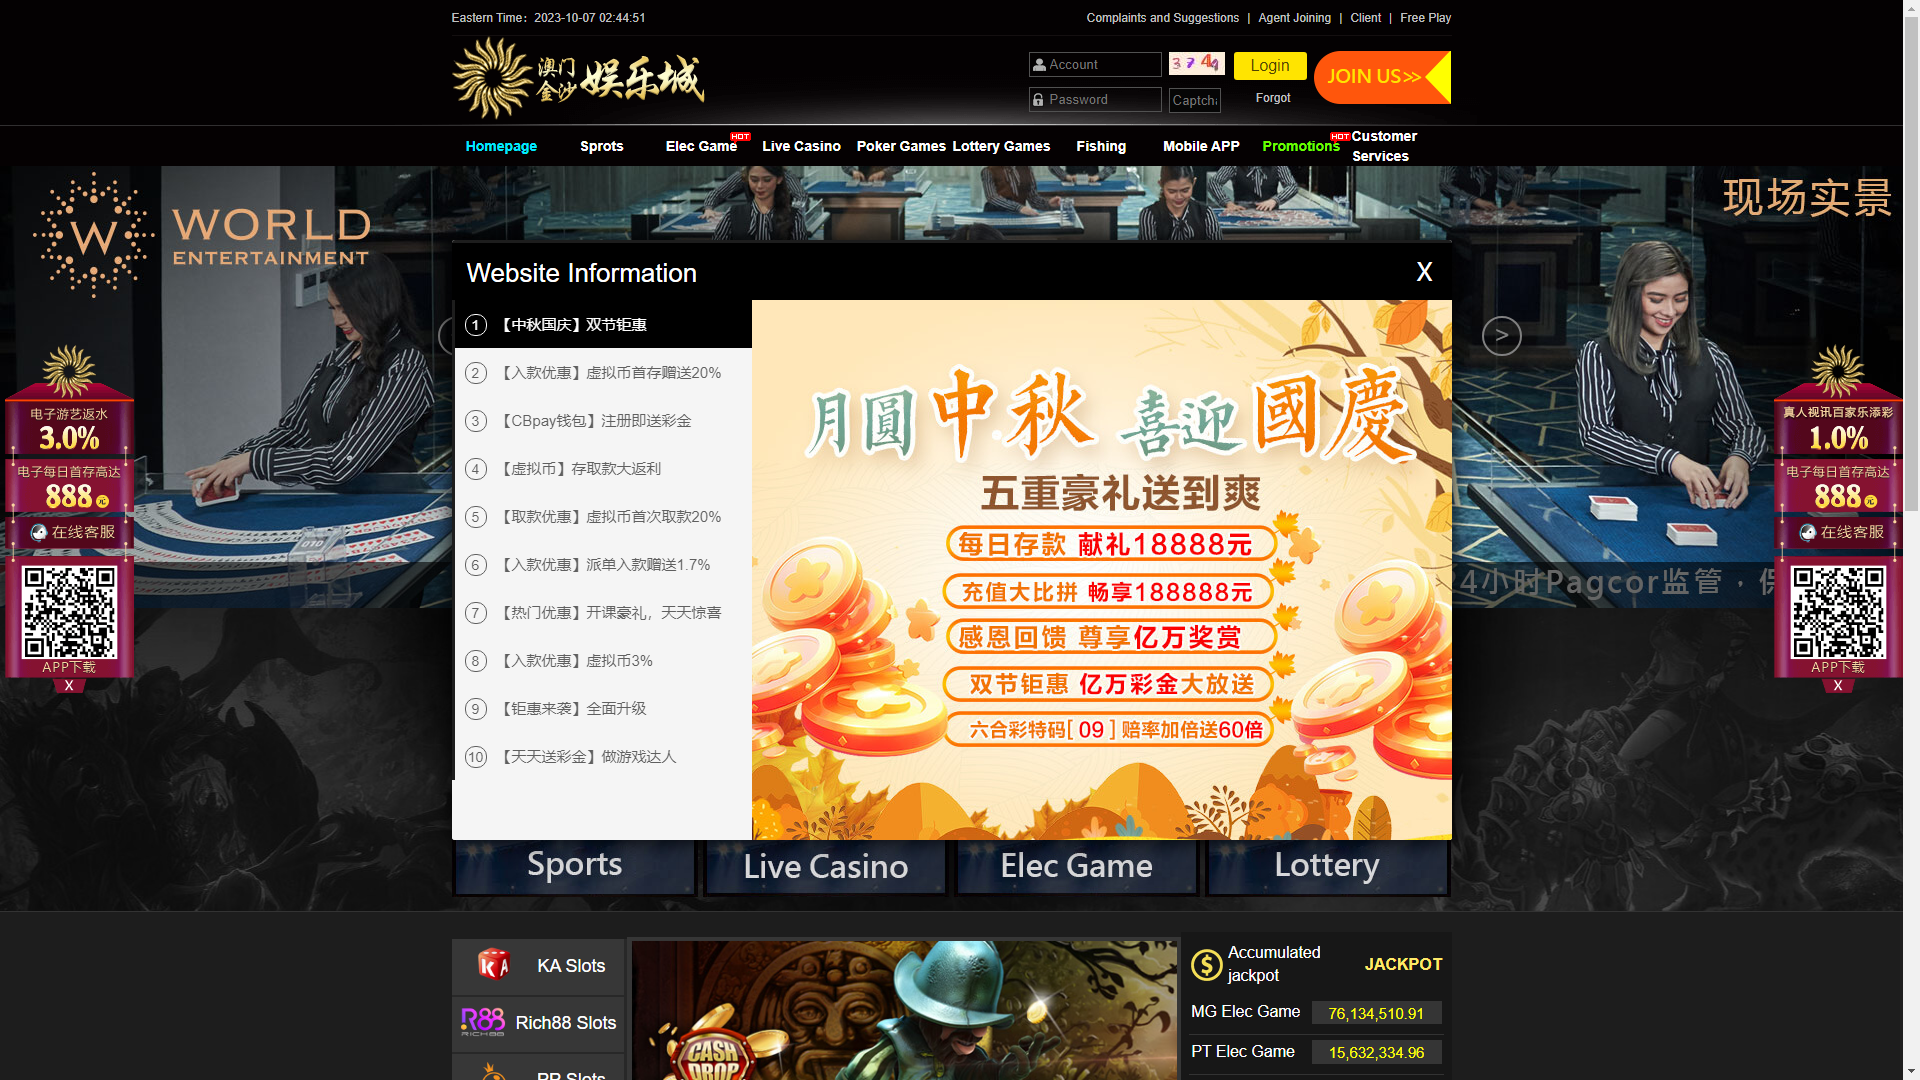 Eastern Time：2023-10-07 02:44:51
Complaints and Suggestions | Agent Joining | Client | Free Play
澳门金沙娱乐城
Account
3744
Login
JOIN US>>
Password
Captcha
Forgot
Homepage
Sprots
Elec Game
HOT
Live Casino
Poker Games
Lottery Games
Fishing
Mobile APP
Promotions
HOT
Customer Services
W WORLD
ENTERTAINMENT
现场实景
Website Information
X
1 【中秋国庆】双节钜惠
2 【入款优惠】虚拟币首存赠送20%
3 【CBpay钱包】注册即送彩金
4 【虚拟币】存取款大返利
5 【取款优惠】虚拟币首次取款20%
6 【入款优惠】派单入款赠送1.7%
7 【热门优惠】开课豪礼，天天惊喜
8 【入款优惠】虚拟币3%
9 【钜惠来袭】全面升级
10 【天天送彩金】做游戏达人
月圓中秋 喜迎國慶
五重豪礼送到爽
每日存款 献礼18888元
充值大比拼 畅享188888元
感恩回馈 尊享亿万奖赏
双节钜惠 亿万彩金大放送
六合彩特码[ 09 ] 赔率加倍送60倍
>
电子游艺返水
3.0%
电子每日首存高达
888元
在线客服
APP下载
X
真人视讯百家乐添彩
1.0%
电子每日首存高达
888元
在线客服
APP下载
X
4小时Pagcor监管，
Sports
Live Casino
Elec Game
Lottery
KA Slots
R88
RICH88
Rich88 Slots
PP Slots
CASH DROP
Accumulated jackpot
JACKPOT
MG Elec Game
76,134,510.91
PT Elec Game
15,632,334.96